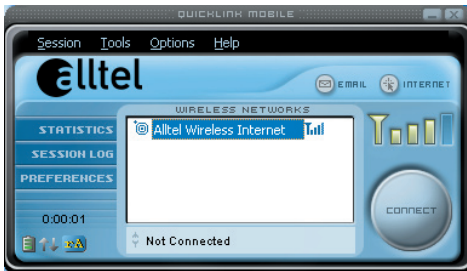 QUICKLINK MOBILE
Session Tools Options Help
alltel
EMAIL INTERNET
WIRELESS NETWORKS
STATISTICS
SESSION LOG
PREFERENCES
Alltel Wireless Internet
CONNECT
0:00:01
Not Connected